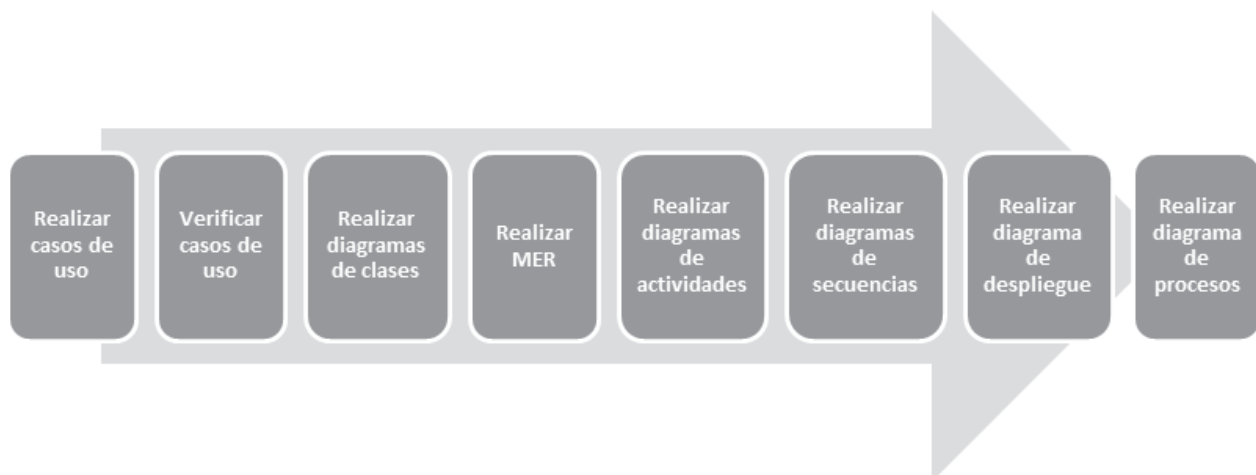 Realizar
casos de
uso
Verificar
casos de
uso
Realizar
diagramas
de clases
Realizar
MER
Realizar
diagramas
de
actividades
Realizar
diagramas
de
secuencias
Realizar
diagrama
de
despliegue
Realizar
diagrama
de
procesos